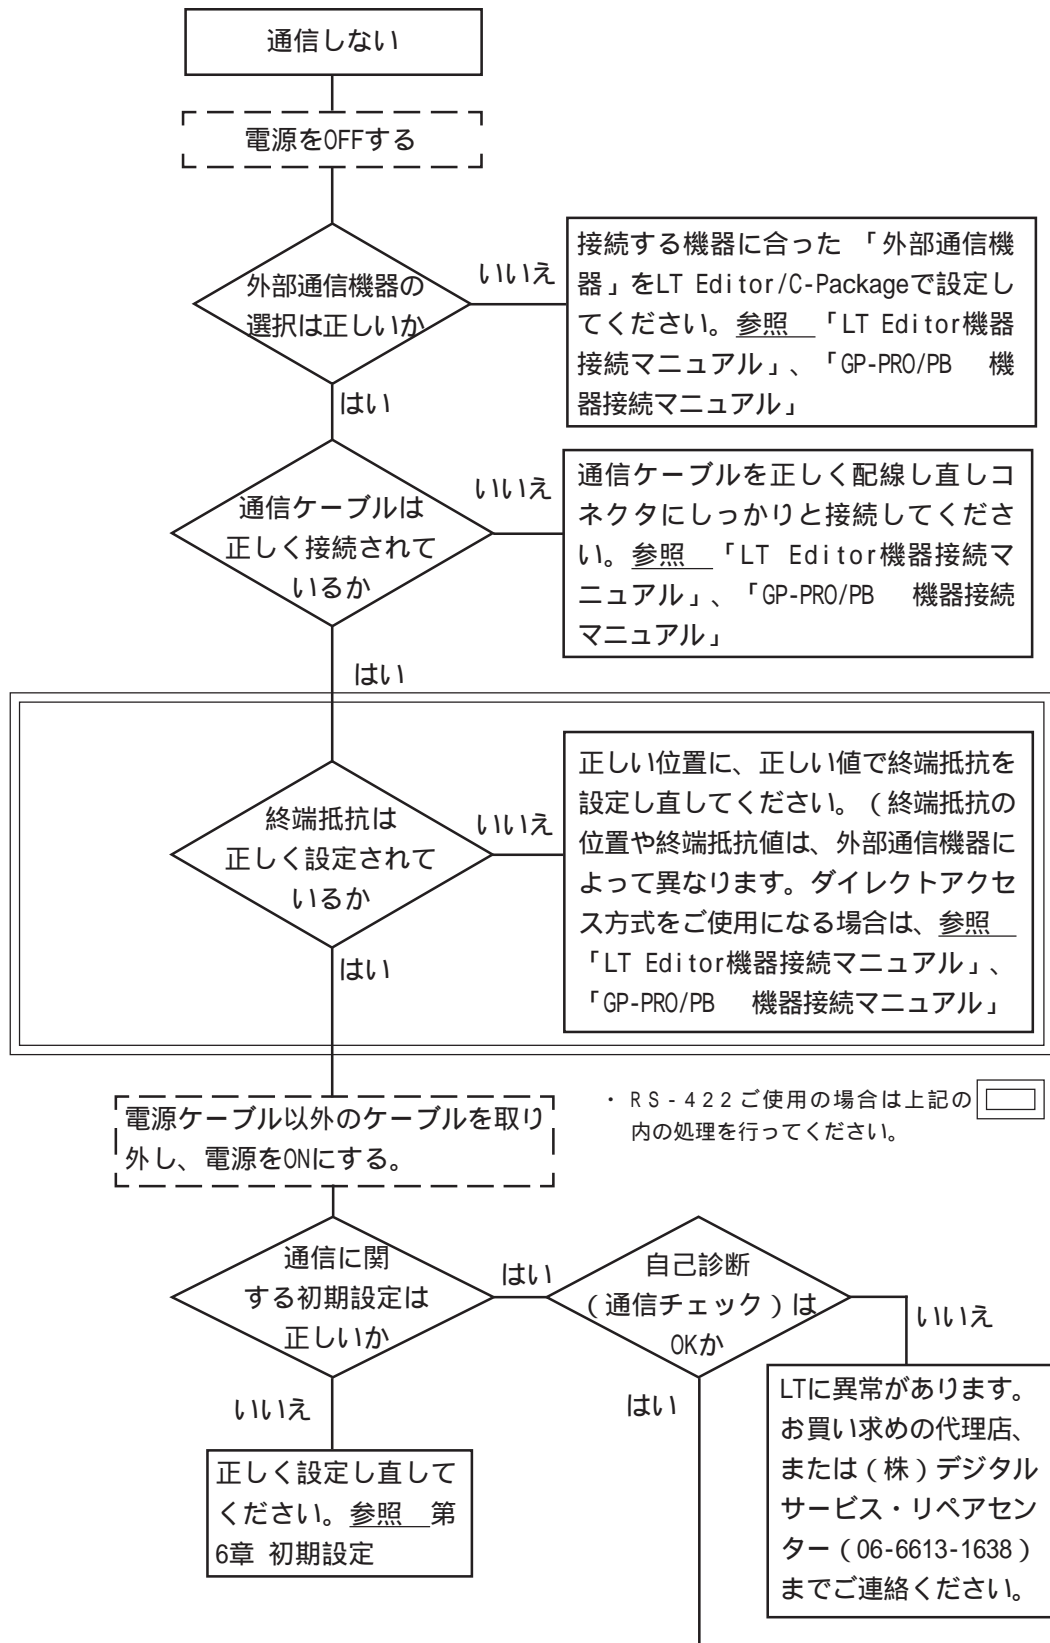 通信しない
電源をOFFする
外部通信機器の
選択は正しいか
いいえ
接続する機器に合った 「外部通信機
器」をLT Editor/C-Packageで設定し
てください。参照 「LT Editor機器
接続マニュアル」、「GP-PRO/PB 機
器接続マニュアル」
はい
通信ケーブルは
正しく接続されて
いるか
いいえ
通信ケーブルを正しく配線し直しコ
ネクタにしっかりと接続してくださ
い。参照 「LT Editor機器接続マ
ニュアル」、「GP-PRO/PB 機器接続
マニュアル」
はい
終端抵抗は
正しく設定されて
いるか
いいえ
正しい位置に、正しい値で終端抵抗を
設定し直してください。(終端抵抗の
位置や終端抵抗値は、外部通信機器に
よって異なります。ダイレクトアクセ
ス方式をご使用になる場合は、参照
「LT Editor機器接続マニュアル」、
「GP-PRO/PB 機器接続マニュアル」
はい
・RS-422ご使用の場合は上記の
内の処理を行ってください。
電源ケーブル以外のケーブルを取り
外し、電源をONにする。
通信に関
する初期設定は
正しいか
はい
自己診断
(通信チェック)は
OKか
いいえ
LTに異常があります。
お買い求めの代理店、
または(株)デジタル
サービス・リペアセン
ター(06-6613-1638)
までご連絡ください。
はい
いいえ
正しく設定し直して
ください。参照 第
6章 初期設定